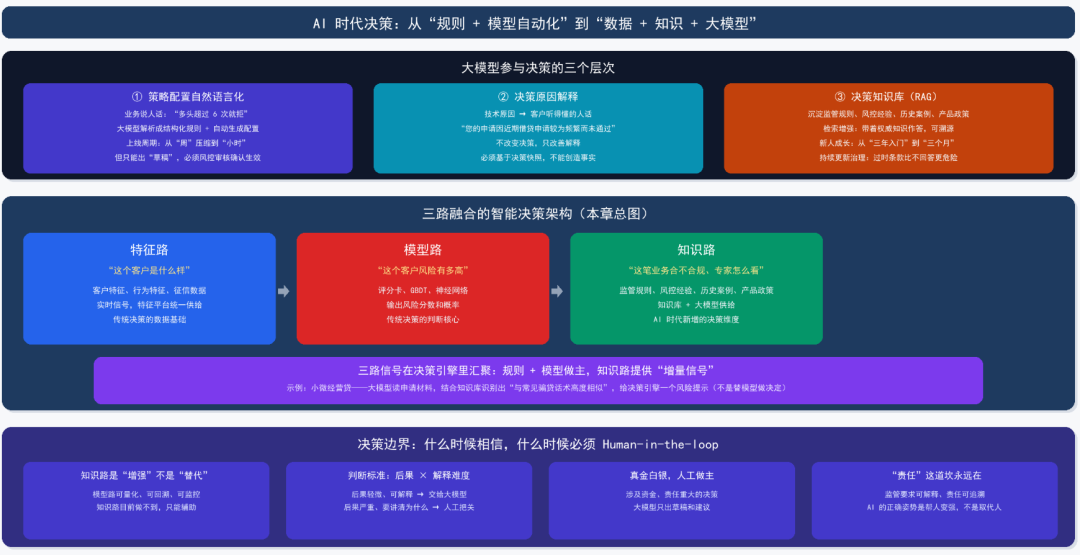 AI 时代决策：从“规则 + 模型自动化”到“数据 + 知识 + 大模型”
大模型参与决策的三个层次
① 策略配置自然语言化
业务说人话：“多头超过 6 次就拒”
大模型解析成结构化规则 + 自动生成配置
上线周期：从“周”压缩到“小时”
但只能出“草稿”，必须风控审核确认生效
② 决策原因解释
技术原因 → 客户听得懂的人话
“您的申请因近期借贷申请较为频繁而未通过”
不改变决策，只改善解释
必须基于决策快照，不能创造事实
③ 决策知识库（RAG）
沉淀监管规则、风控经验、历史案例、产品政策
检索增强：带着权威知识作答，可溯源
新人成长：从“三年入门”到“三个月”
持续更新治理：过时条款比不回答更危险
三路融合的智能决策架构（本章总图）
特征路
“这个客户是什么样”
客户特征、行为特征、征信数据
实时信号，特征平台统一供给
传统决策的数据基础
模型路
“这个客户风险有多高”
评分卡、GBDT、神经网络
输出风险分数和概率
传统决策的判断核心
知识路
“这笔业务合不合规、专家怎么看”
监管规则、风控经验、历史案例、产品政策
知识库 + 大模型供给
AI 时代新增的决策维度
三路信号在决策引擎里汇聚：规则 + 模型做主，知识路提供“增量信号”
示例：小微经营贷——大模型读申请材料，结合知识库识别出“与常见骗贷话术高度相似”，给决策引擎一个风险提示（不是替模型做决定）
决策边界：什么时候相信，什么时候必须 Human-in-the-loop
知识路是“增强”不是“替代”
模型路可量化、可回溯、可监控
知识路目前做不到，只能辅助
判断标准：后果 × 解释难度
后果轻微、可解释 → 交给大模型
后果严重、要讲清为什么 → 人工把关
真金白银，人工做主
涉及资金、责任重大的决策
大模型只出草稿和建议
“责任”这道坎永远在
监管要求可解释、责任可追溯
AI 的正确姿势是帮人变强，不是取代人